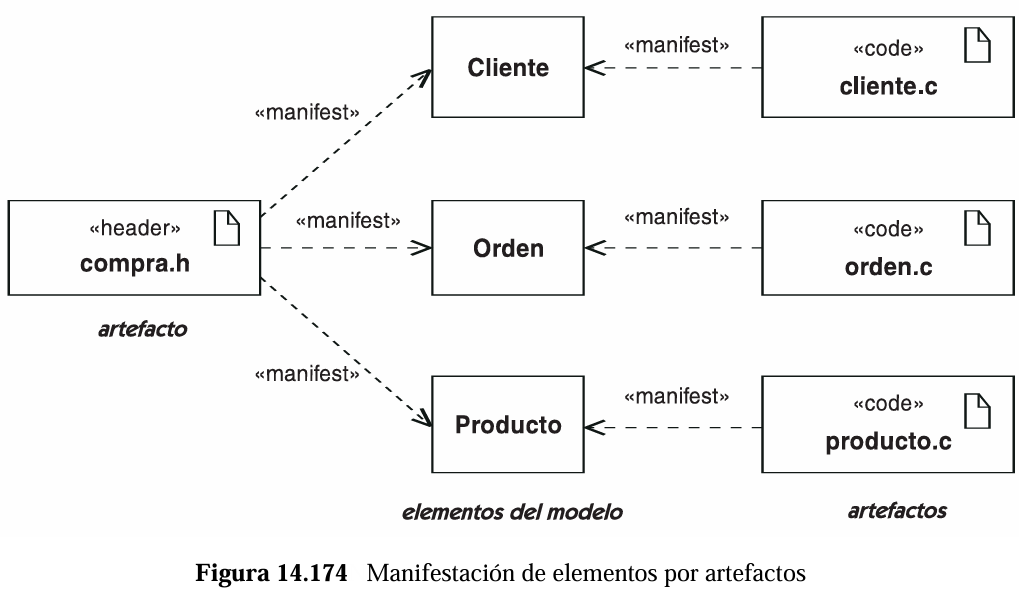 «manifest»
Cliente
«manifest»
«code»
cliente.c
«header»
compra.h
artefacto
«manifest»
Orden
«manifest»
«code»
orden.c
«manifest»
Producto
«manifest»
«code»
producto.c
elementos del modelo
artefactos
Figura 14.174 Manifestación de elementos por artefactos